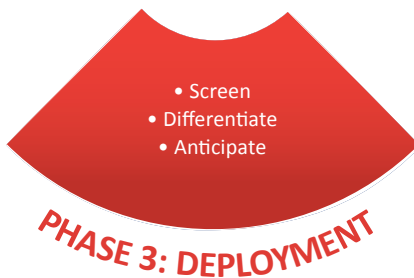 • Screen
• Differentiate
• Anticipate
PHASE 3: DEPLOYMENT